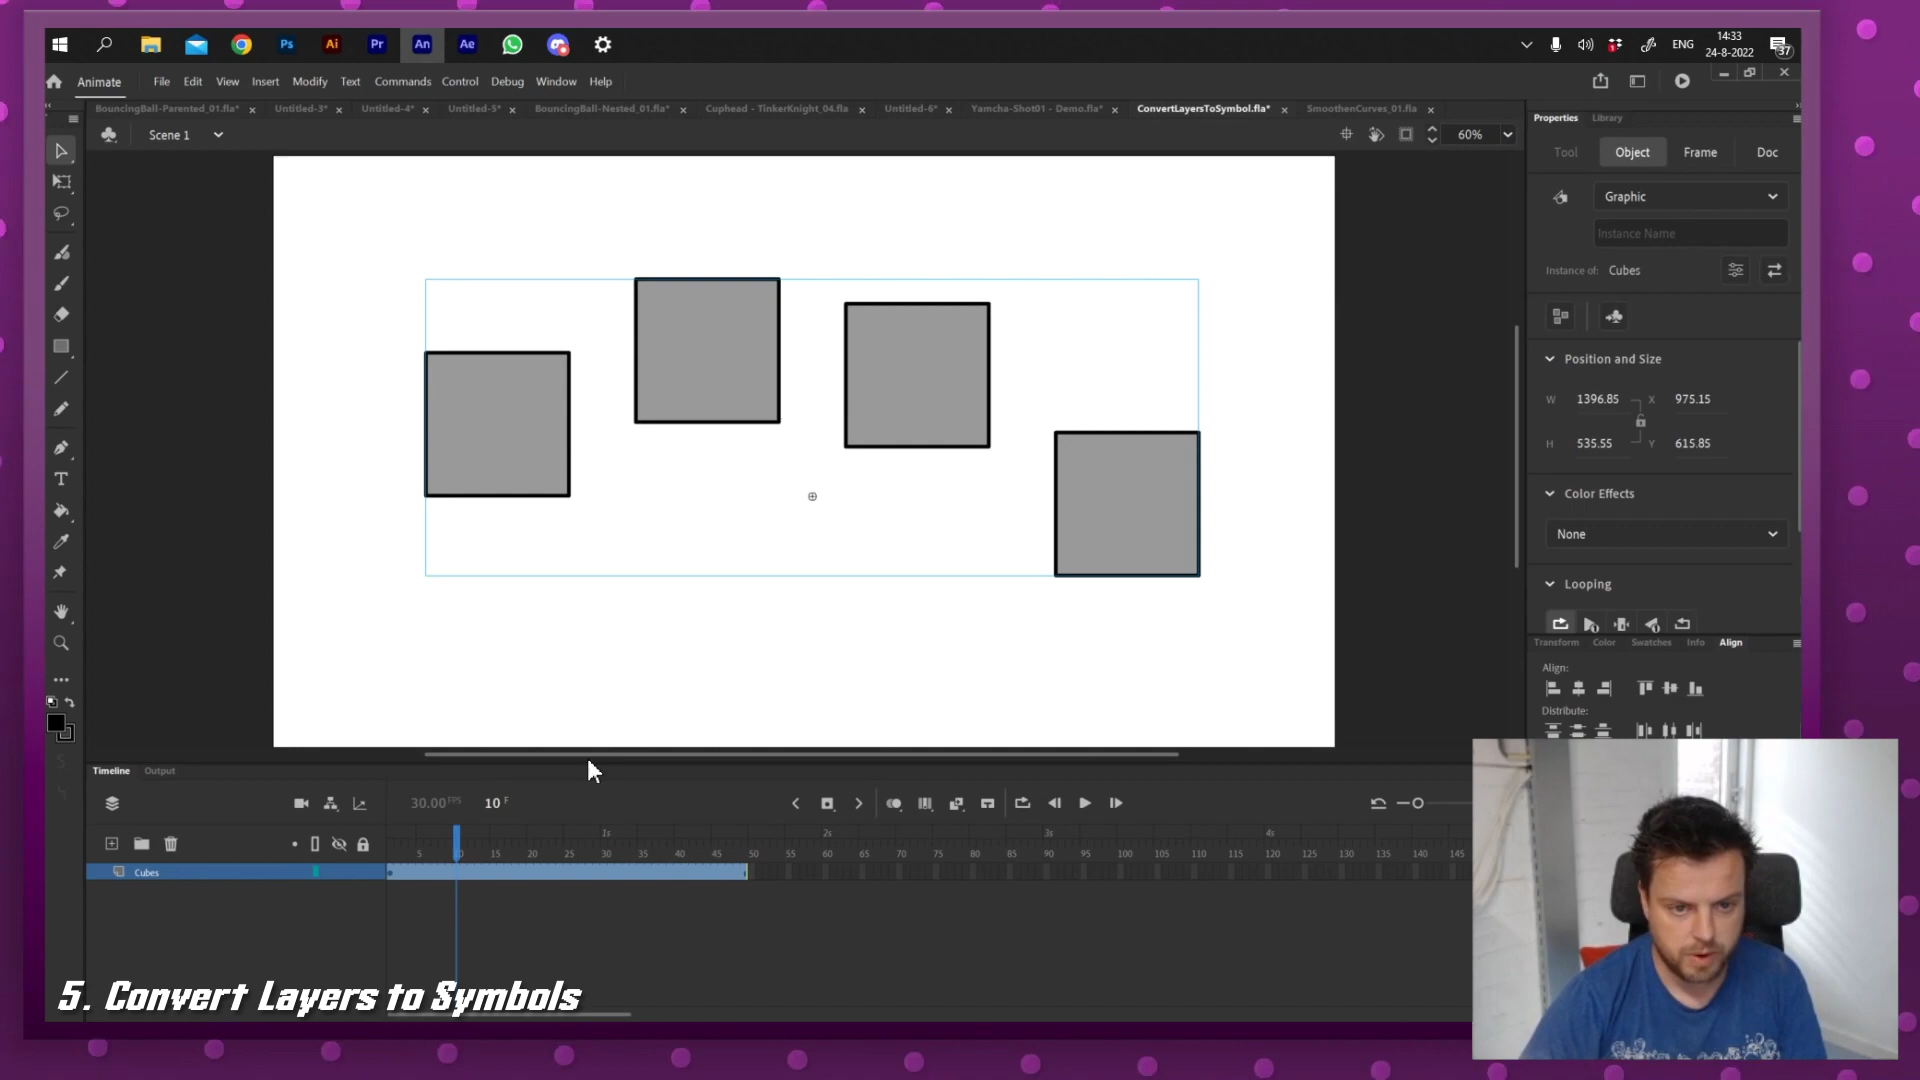 Ps Ai Pr An Ae ENG 14:33 24-8-2022 37
Animate File Edit View Insert Modify Text Commands Control Debug Window Help
BouncingBall-Parented_01.fla* Untitled-3* Untitled-4* Untitled-5* BouncingBall-Nested_01.fla* Cuphead - TinkerKnight_04.fla Untitled-6* Yamcha-Shot01 - Demo.fla* ConvertLayersToSymbol.fla* SmoothenCurves_01.fla
Scene 1 60%
Properties Library
Tool Object Frame Doc
Graphic
Instance Name
Instance of: Cubes
Position and Size
W 1396.85 X 975.15
H 535.55 Y 615.85
Color Effects
None
Looping
Transform Color Swatches Info Align
Align:
Distribute:
Timeline Output
30.00 FPS 10 F
1s 2s 3s 4s
5 10 15 20 25 30 35 40 45 50 55 60 65 70 75 80 85 90 95 100 105 110 115 120 125 130 135 140 145
Cubes
5. Convert Layers to Symbols